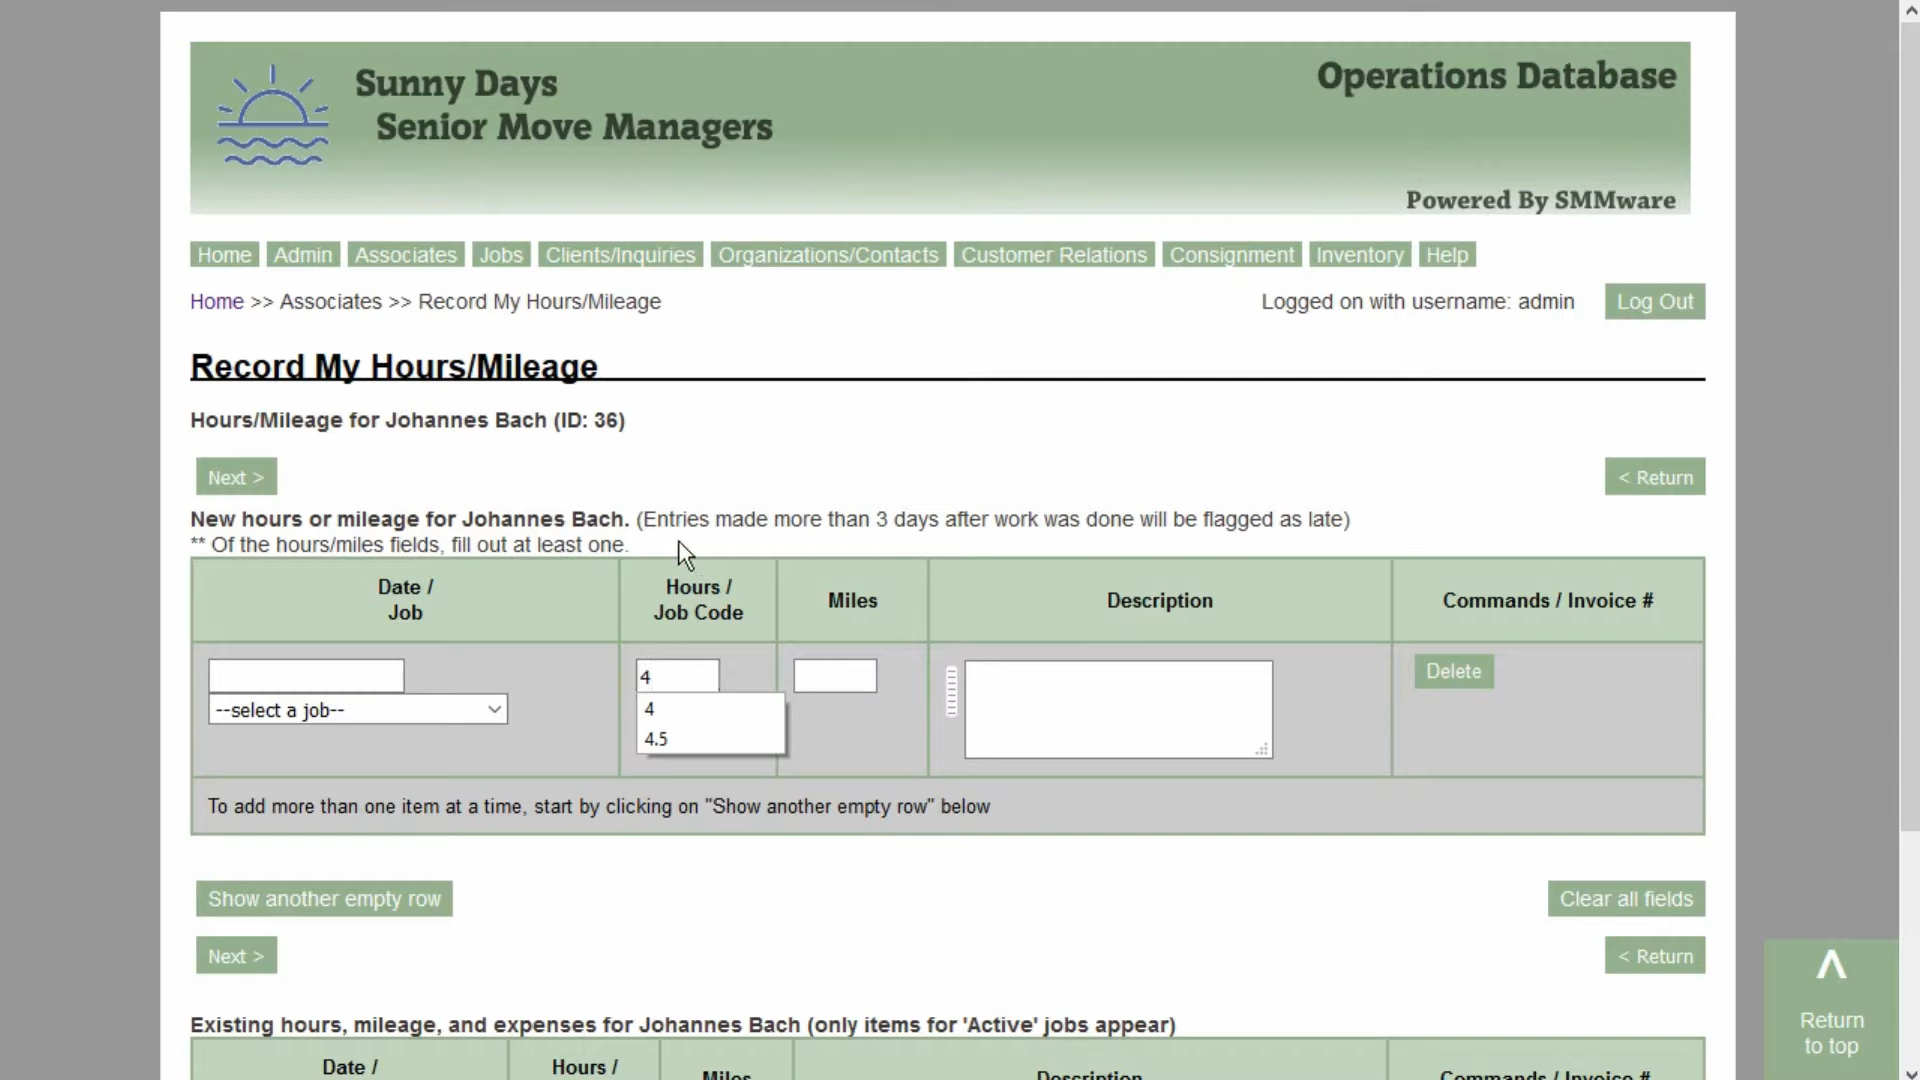 Sunny Days
Senior Move Managers
Operations Database
Powered By SMMware
Home Admin Associates Jobs Clients/Inquiries Organizations/Contacts Customer Relations Consignment Inventory Help
Home >> Associates >> Record My Hours/Mileage
Logged on with username: admin
Log Out
Record My Hours/Mileage
Hours/Mileage for Johannes Bach (ID: 36)
Next >
< Return
New hours or mileage for Johannes Bach. (Entries made more than 3 days after work was done will be flagged as late)
** Of the hours/miles fields, fill out at least one.
Date /
Job
Hours /
Job Code
Miles
Description
Commands / Invoice #
--select a job--
4
4
4.5
Delete
To add more than one item at a time, start by clicking on "Show another empty row" below
Show another empty row
Clear all fields
Next >
< Return
Λ
Return
to top
Existing hours, mileage, and expenses for Johannes Bach (only items for 'Active' jobs appear)
Date /
Hours /
Miles
Description
Commands / Invoice #